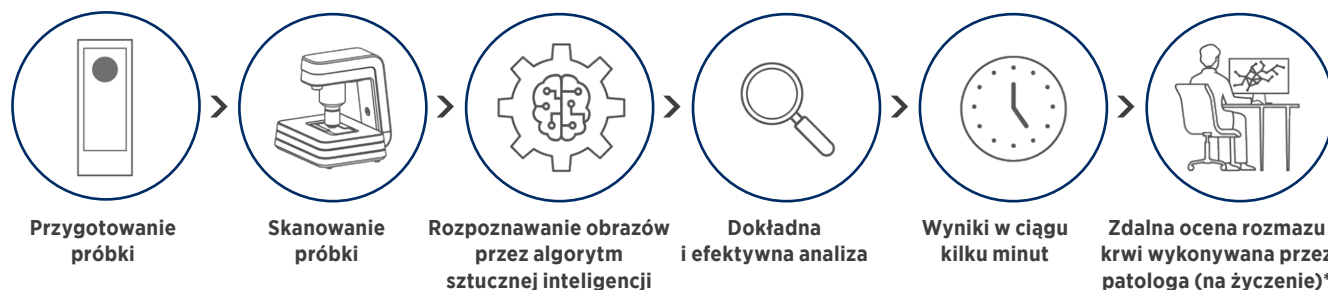 Przygotowanie
próbki
Skanowanie
próbki
Rozpoznawanie obrazów
przez algorytm
sztucznej inteligencji
Dokładna
i efektywna analiza
Wyniki w ciągu
kilku minut
Zdalna ocena rozmazu
krwi wykonywana przez
patologa (na życzenie)*